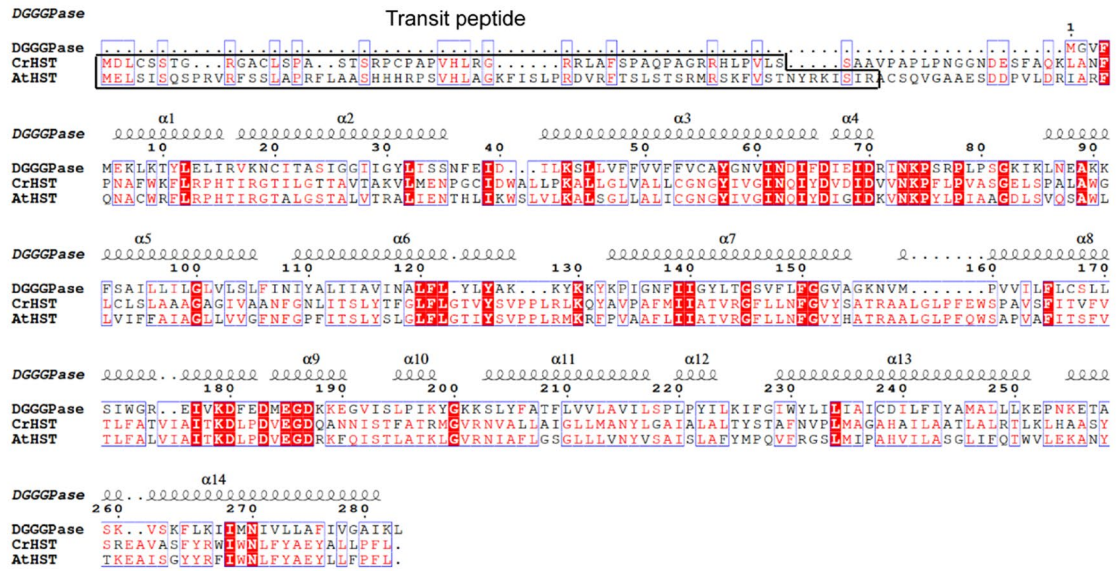 DGGGPase Transit peptide
1
DGGGPase ................................................................................MGVF
CrHST MDLCSSTG..RGACLSPA..STSRPCPAPVHLRG....RRLAFSPAQPAGRRHLPVLS.....SAAVPAPLPNGGNDESFAQKLANF
AtHST MELSISQSPRVRFSSLAPRFLAASHHHRPSVHLAGKFISLPRDVRFTSLSTSRMRSKFVSTNYRKISIRACSQVGAAESDDPVLDRIARF
DGGGPase α1 α2 α3 α4
10 20 30 40 50 60 70 80 90
DGGGPase MEKLKTYLELIRVKNCITASIGGIIGYLISSNFEID...ILKSLLVFFVVFFVCAYGNVINDIFDIEIDRINKPSRPLPSGKIKLNEAKK
CrHST PNAFWKFLRPHTIRGTILGTTAVTAKVLMENPGCIDWALLPKALLGLVALLCGNGYIVGINQIYDVDIDVVNKPFLPVASGELSPALAWG
AtHST QNACWRFLRPHTIRGTALGSTALVTRALIENTHLIKWSLVLKALSGLLALICGNGYIVGINQIYDIGIDKVNKPYLPIAAGDLSVQSAWL
DGGGPase α5 α6 α7 α8
100 110 120 130 140 150 160 170
DGGGPase FSAILLILGLVLSLFINIYALIIAVINALFL.YLYAK...KYKKYKPIGNFIIGYLTGSVFLFGGVAGKNVM.....PVVILFLCSLL
CrHST LCLSLAAAGAGIVAANFGNLITSLYTFGLFLGTIYSVPPLRLKQYAVPAFMIIATVRGFLLNFGVYSATRAALGLPFEWSPAVSFITVFV
AtHST LVIFFAIAGLLVVGFNFGPFITSLYSLGLFLGTIYSVPPLRMKRFPVAAFLIIATVRGFLLNFGVYHATRAALGLPFQWSAPVAFITSFV
DGGGPase α9 α10 α11 α12 α13
180 190 200 210 220 230 240 250
DGGGPase SIWGR..EIVKDFEDMEGDKKEGVISLPIKYGKKSLYFATFLVVLAVILSPLPYILKIFGIWYLILIAICDILFIYAMALLLKEPNKETA
CrHST TLFATVIAITKDLPDVEGDQANNISTFATRMGVRNVALLAIGLLMANYLGAIALALTYSTAFNVPLMAGAHAILAATLALRTLKLHAASY
AtHST TLFALVIAITKDLPDVEGDRKFQISTLATKLGVRNIAFLGSGLLLVNYVSAISLAFYMPQVFRGSLMIPAHVILASGLIFQTWVLEKANY
DGGGPase α14
260 270 280
DGGGPase SK..VSKFLKIIMNIVLLAFIVGAIKL
CrHST SREAVASFYRWIWNLFYAEYALLPFL.
AtHST TKEAISGYYRFIWNLFYAEYLLFPFL.